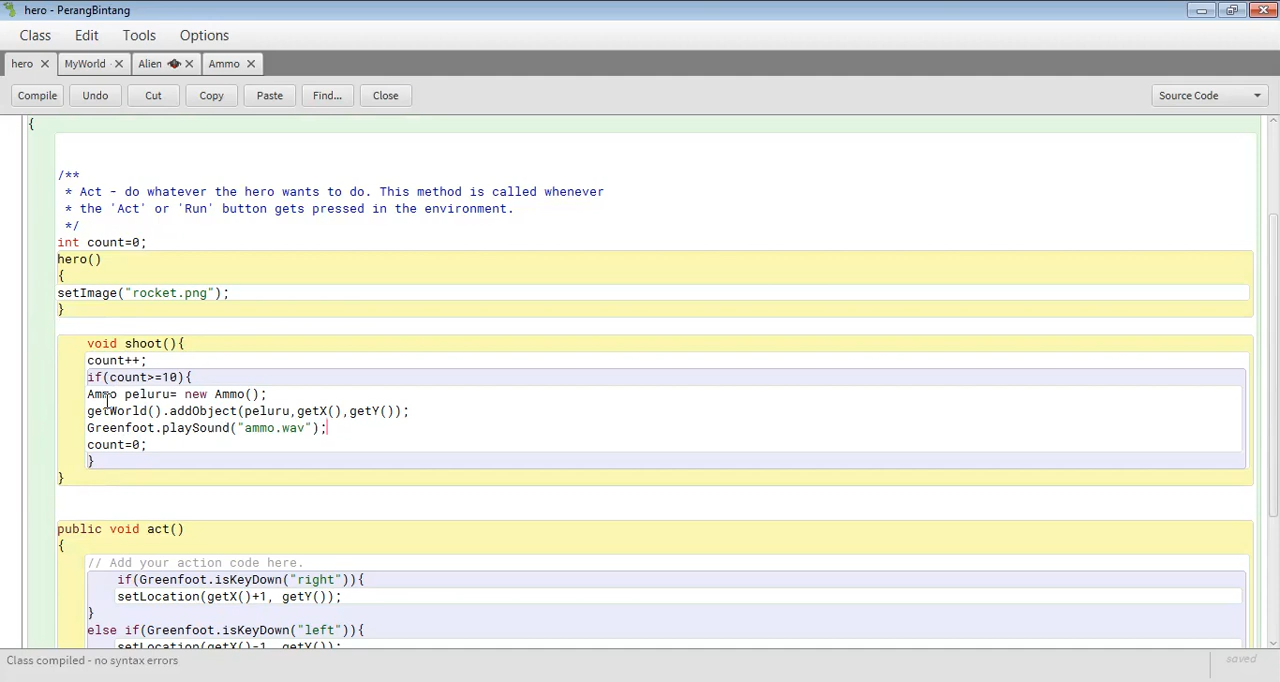 hero - PerangBintang
Class Edit Tools Options
hero MyWorld Alien Ammo
Compile Undo Cut Copy Paste Find... Close Source Code
{
/**
* Act - do whatever the hero wants to do. This method is called whenever
* the 'Act' or 'Run' button gets pressed in the environment.
*/
int count=0;
hero()
{
setImage("rocket.png");
}
void shoot(){
count++;
if(count>=10){
Ammo peluru= new Ammo();
getWorld().addObject(peluru,getX(),getY());
Greenfoot.playSound("ammo.wav");
count=0;
}
}
public void act()
{
// Add your action code here.
if(Greenfoot.isKeyDown("right")){
setLocation(getX()+1, getY());
}
else if(Greenfoot.isKeyDown("left")){
setLocation(getX()-1, getY());
Class compiled - no syntax errors
saved